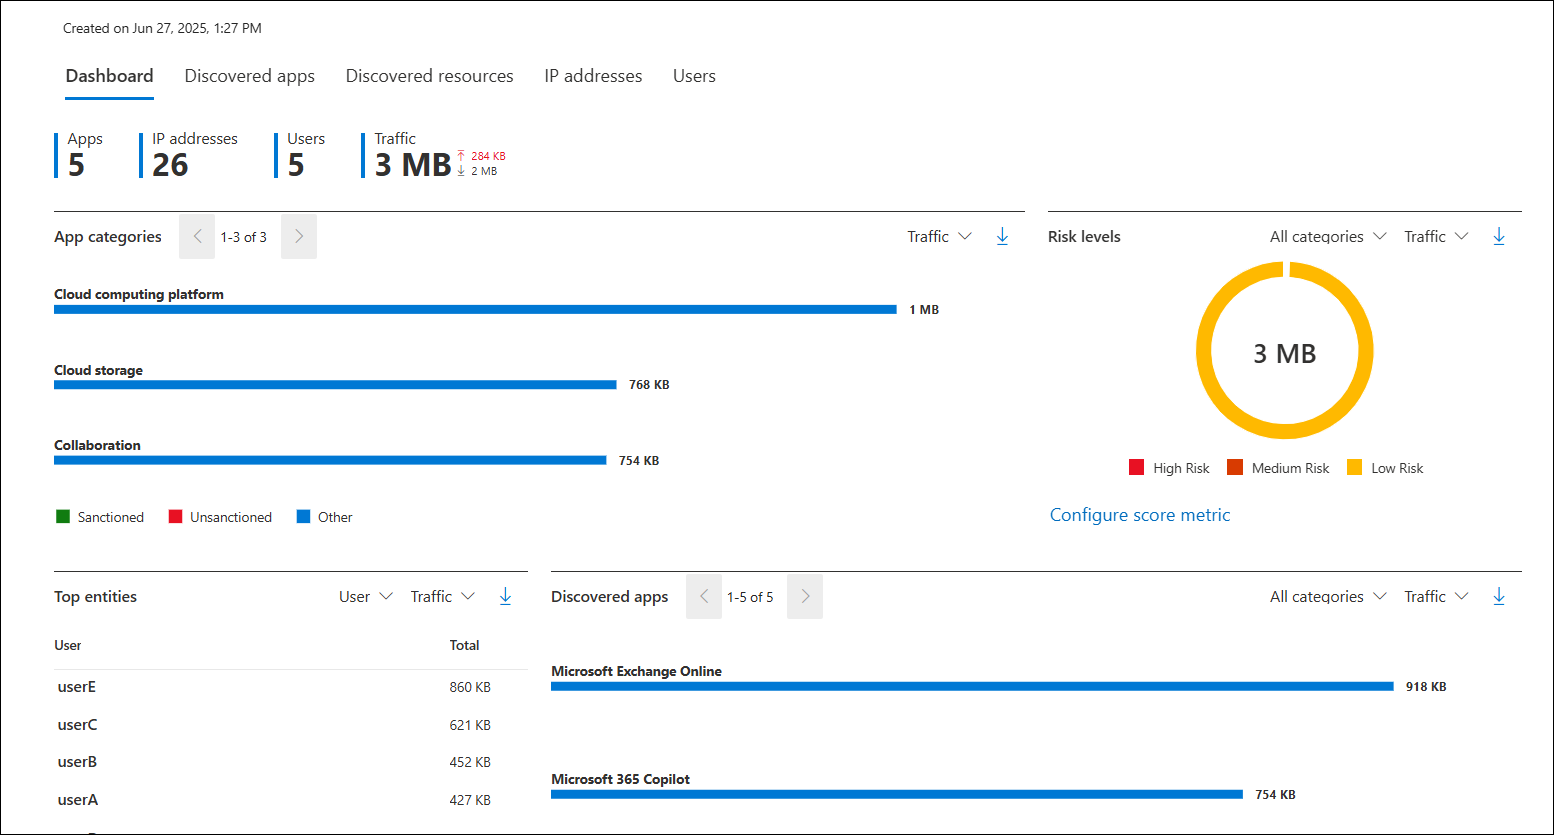 Created on Jun 27, 2025, 1:27 PM
Dashboard Discovered apps Discovered resources IP addresses Users
Apps IP addresses Users Traffic
5 26 5 3 MB 284 KB
2 MB
App categories 1-3 of 3 Traffic
Risk levels All categories Traffic
Cloud computing platform
1 MB
Cloud storage
768 KB
Collaboration
754 KB
Sanctioned Unsanctioned Other
3 MB
High Risk Medium Risk Low Risk
Configure score metric
Top entities User Traffic
User Total
userE 860 KB
userC 621 KB
userB 452 KB
userA 427 KB
Discovered apps 1-5 of 5 All categories Traffic
Microsoft Exchange Online
918 KB
Microsoft 365 Copilot
754 KB